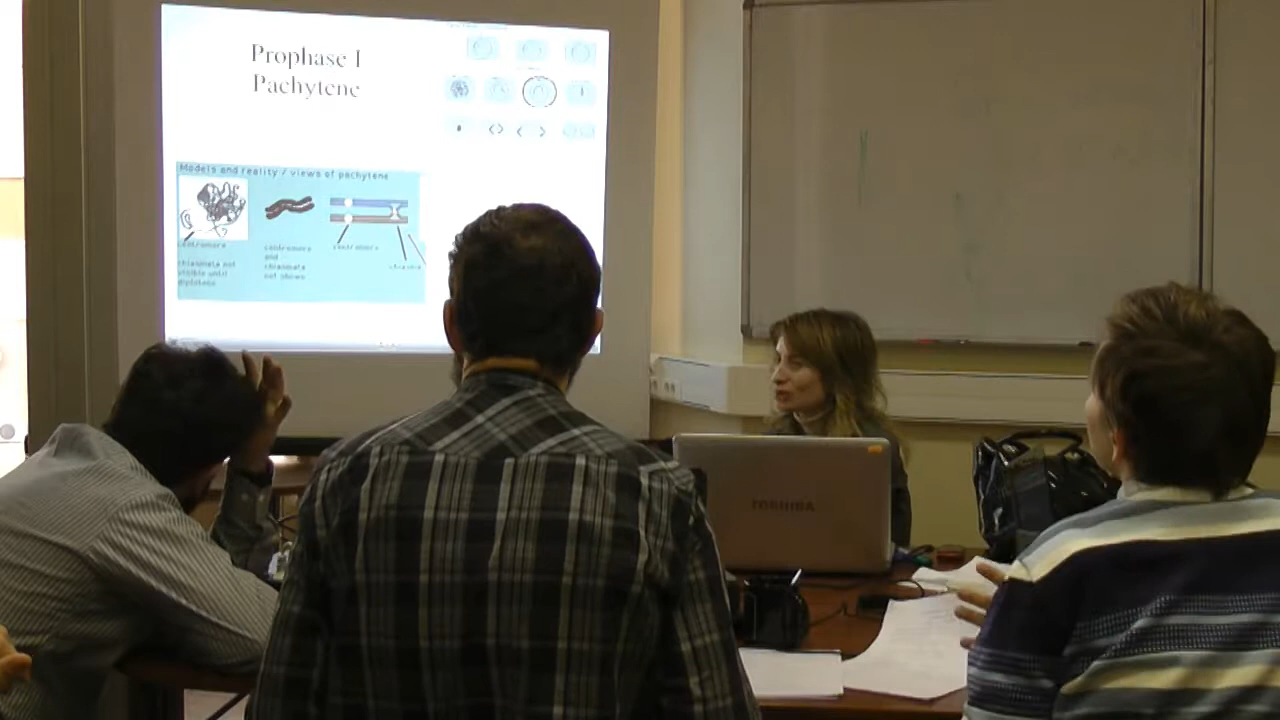 Prophase I
Pachytene
Models and reality / views of pachytene
centromere
chiasmata not
visible until
diplotene
centromere
and
chiasmata
not shown
centromere
TOSHIBA